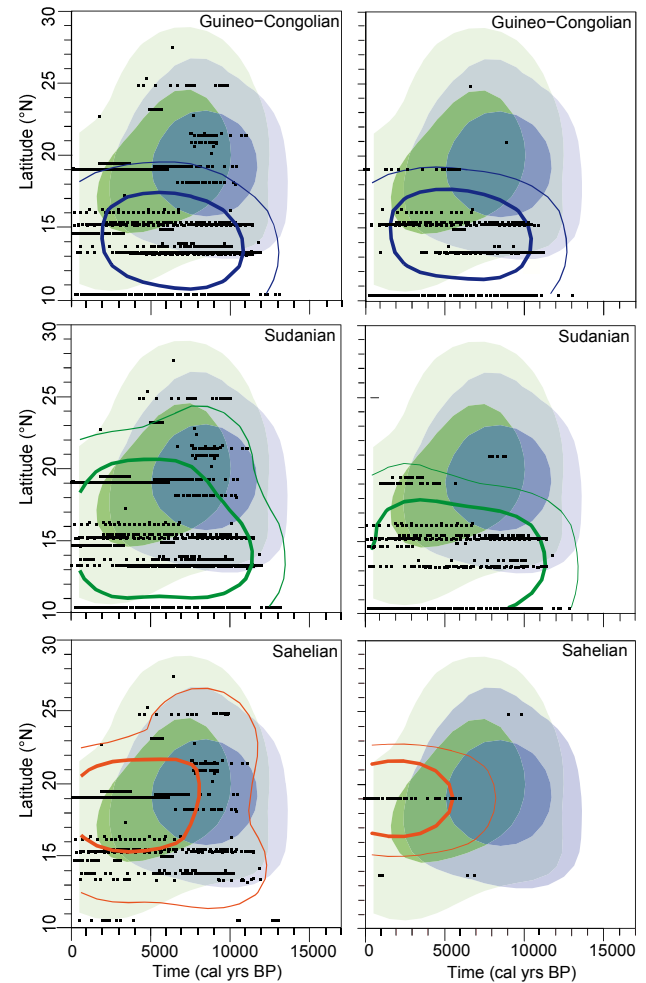 Guineo−Congolian
Guineo−Congolian
30
25
20
15
10
Latitude (°N)
Sudanian
Sudanian
30
25
20
15
10
Latitude (°N)
Sahelian
Sahelian
30
25
20
15
10
Latitude (°N)
0 5000 10000 15000
0 5000 10000 15000
Time (cal yrs BP)
Time (cal yrs BP)